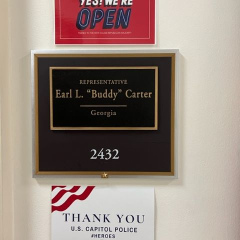 YES! WE'RE
OPEN
REPRESENTATIVE
Earl L. "Buddy" Carter
Georgia
2432
THANK YOU
U.S. CAPITOL POLICE
#HEROES